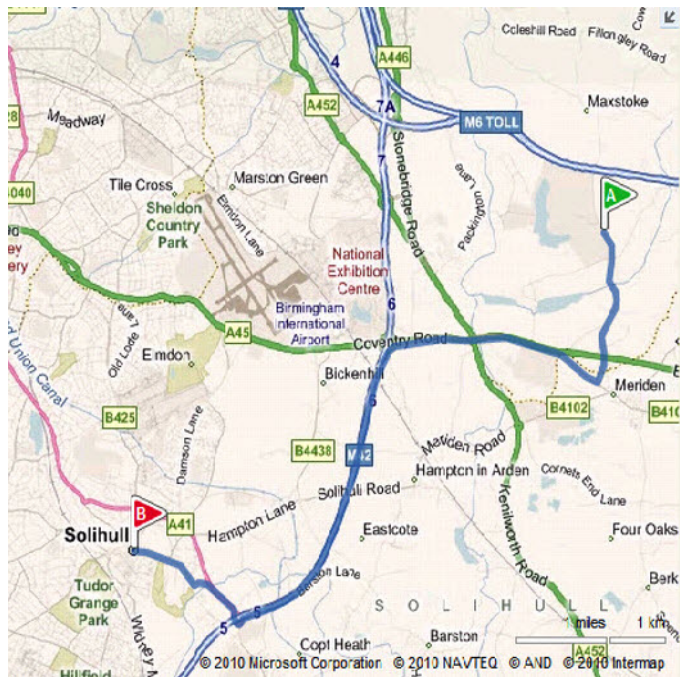 Coleshill Road
Fillongley Road
4
A446
A452
7A
Maxstoke
Meadway
M6 TOLL
7
Stonebridge Road
Tile Cross
Marston Green
Elmdon Lane
Packington Lane
A
Sheldon
Country
Park
National
Exhibition
Centre
6
Birmingham
International
Airport
A45
Coventry Road
Old Lode Lane
Elmdon
Bickenhill
Meriden
6
B4102
B425
Damson Lane
B4438
M42
Meriden Road
Hampton in Arden
Cornets End Lane
Solihull Road
Kenilworth Road
B
A41
Hampton Lane
Solihull
Eastcote
Four Oaks
Barston Lane
Tudor
Grange
Park
SOLIHULL
5
5
miles
1 km
Copt Heath
Barston
A452
© 2010 Microsoft Corporation © 2010 NAVTEQ © AND © 2010 Intermap